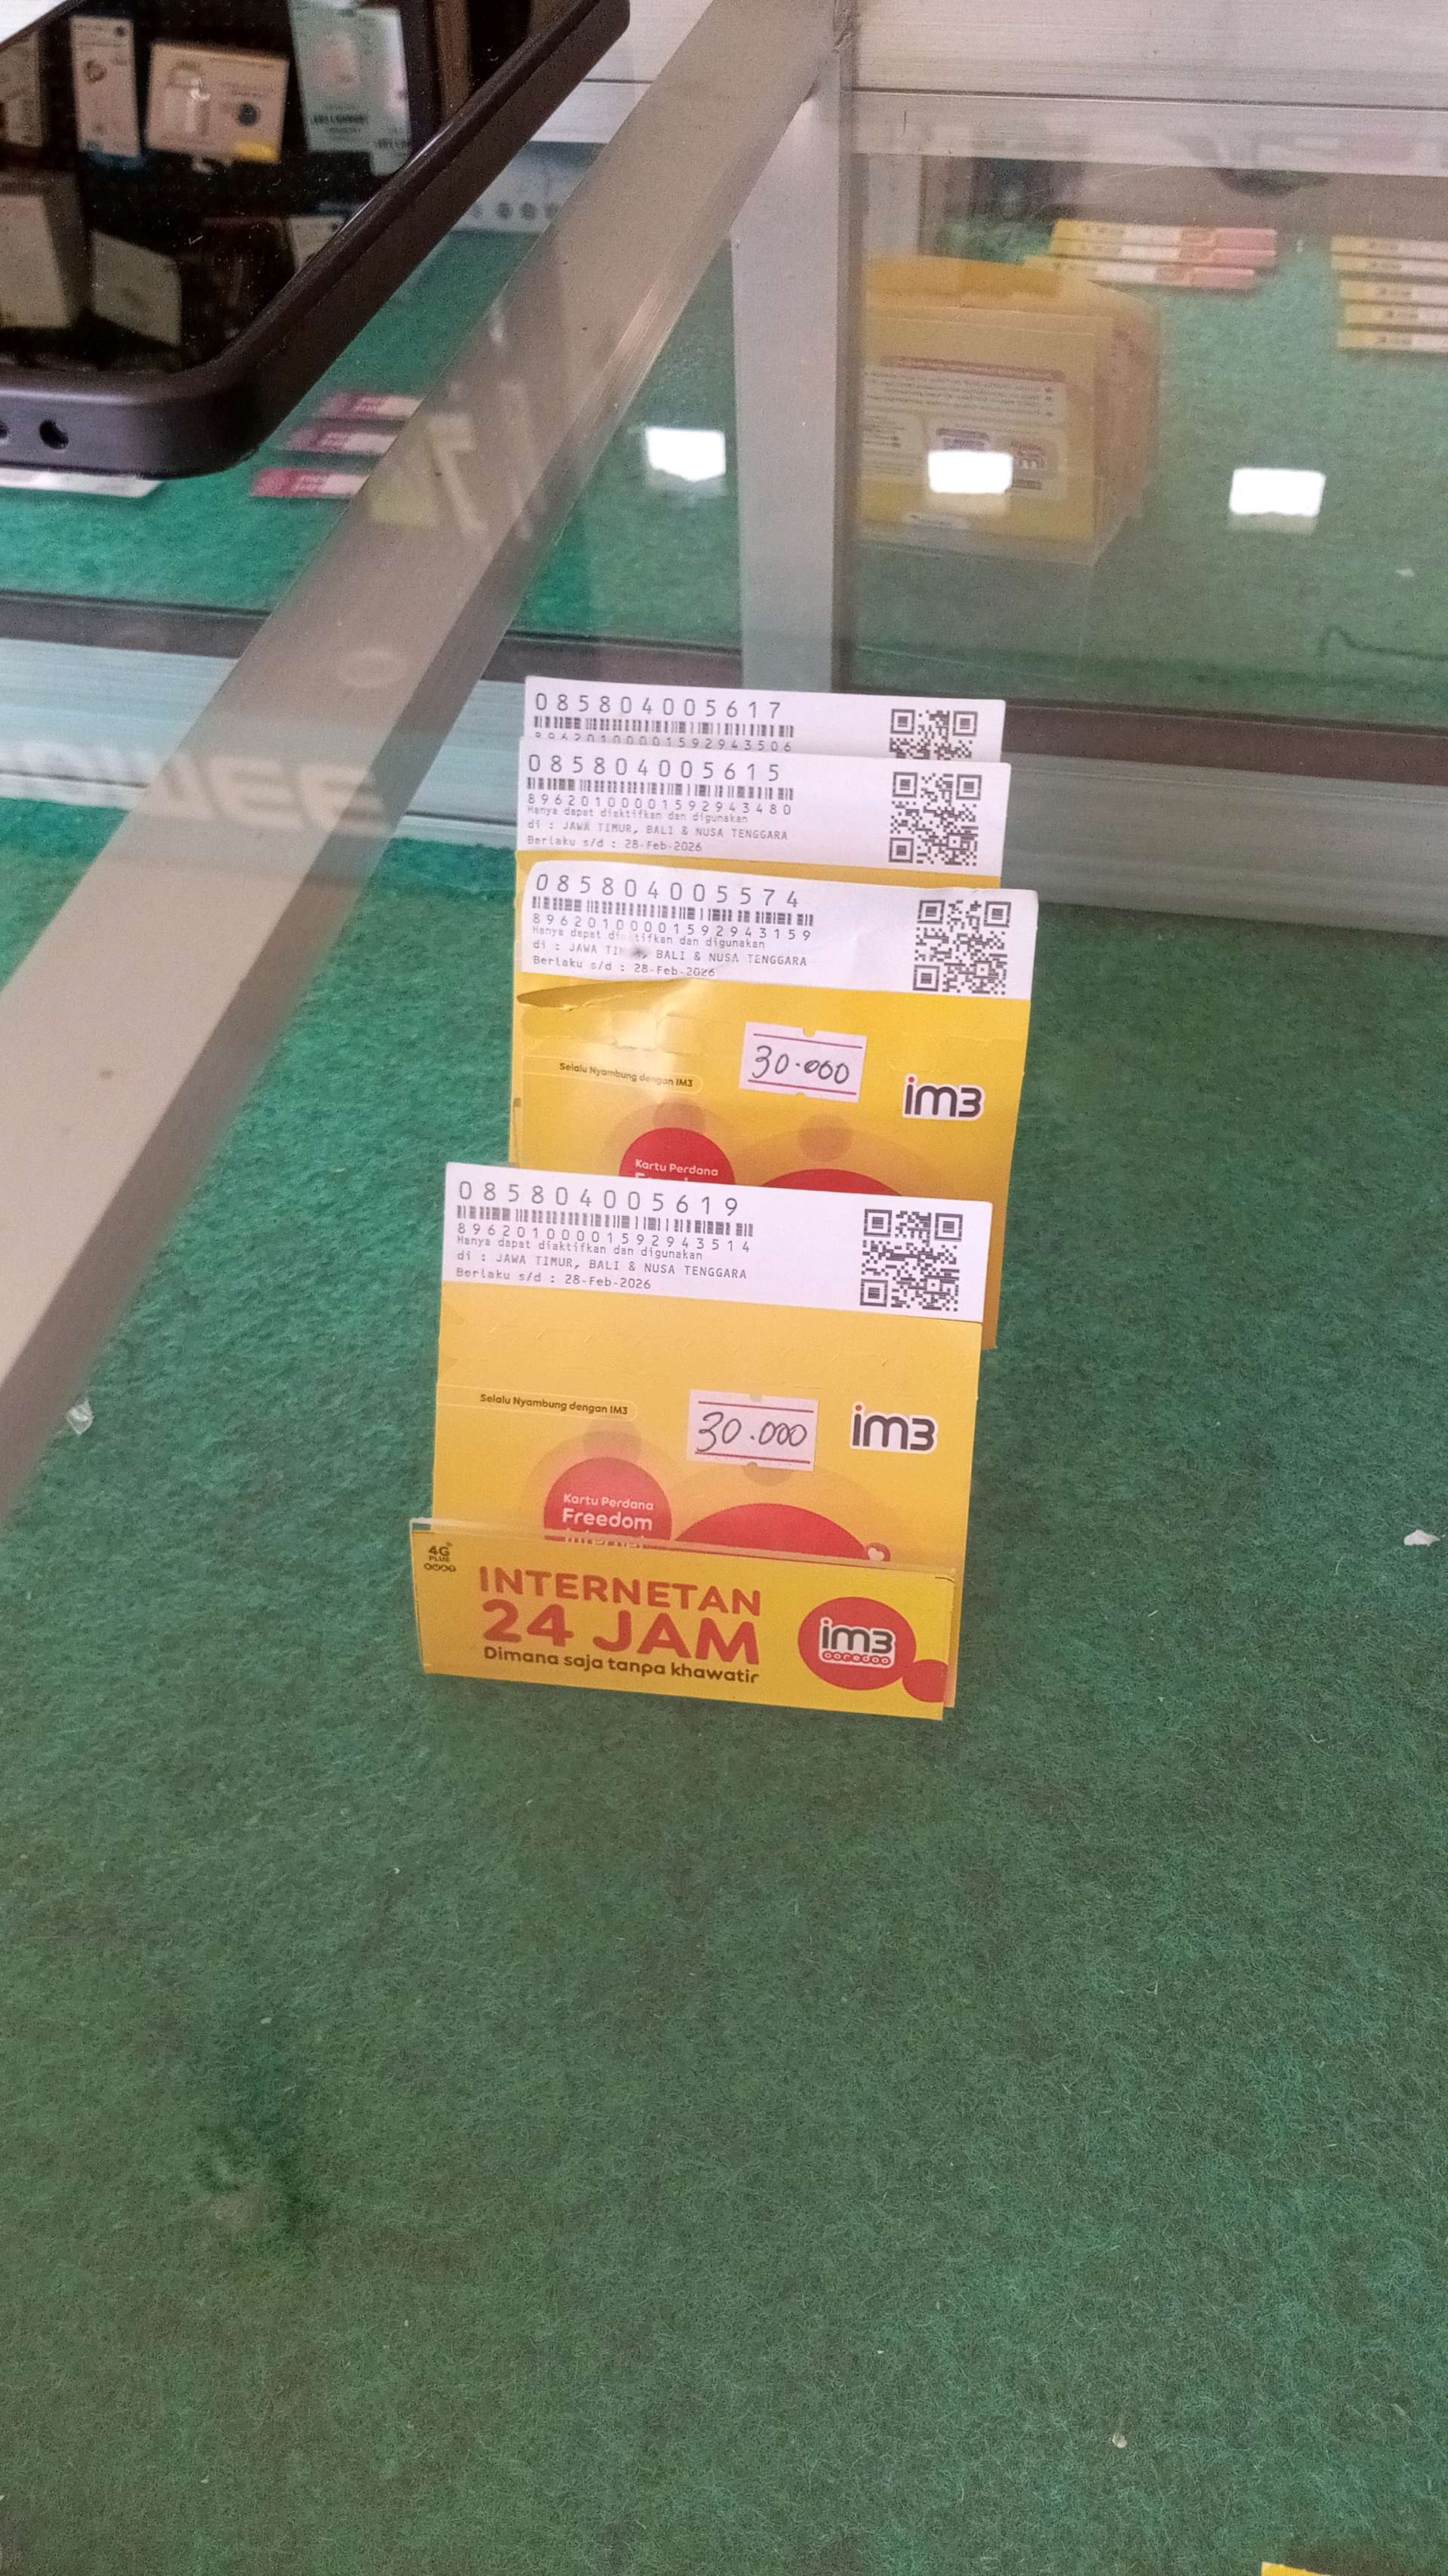 085804005617
89620100001592943506
085804005615
89620100001592943480
Hanya dapat diaktifkan dan digunakan
di : JAWA TIMUR, BALI & NUSA TENGGARA
Berlaku s/d : 28-Feb-2026
085804005574
89620100001592943159
Hanya dapat diaktifkan dan digunakan
di : JAWA TIMUR, BALI & NUSA TENGGARA
Berlaku s/d : 28-Feb-2026
30.000
Selalu Nyambung dengan IM3
im3
Kartu Perdana
085804005619
89620100001592943514
Hanya dapat diaktifkan dan digunakan
di : JAWA TIMUR, BALI & NUSA TENGGARA
Berlaku s/d : 28-Feb-2026
Selalu Nyambung dengan IM3
30.000
im3
Kartu Perdana
Freedom
Internet
4G PLUS
INTERNETAN
24 JAM
Dimana saja tanpa khawatir
im3
ooredoo